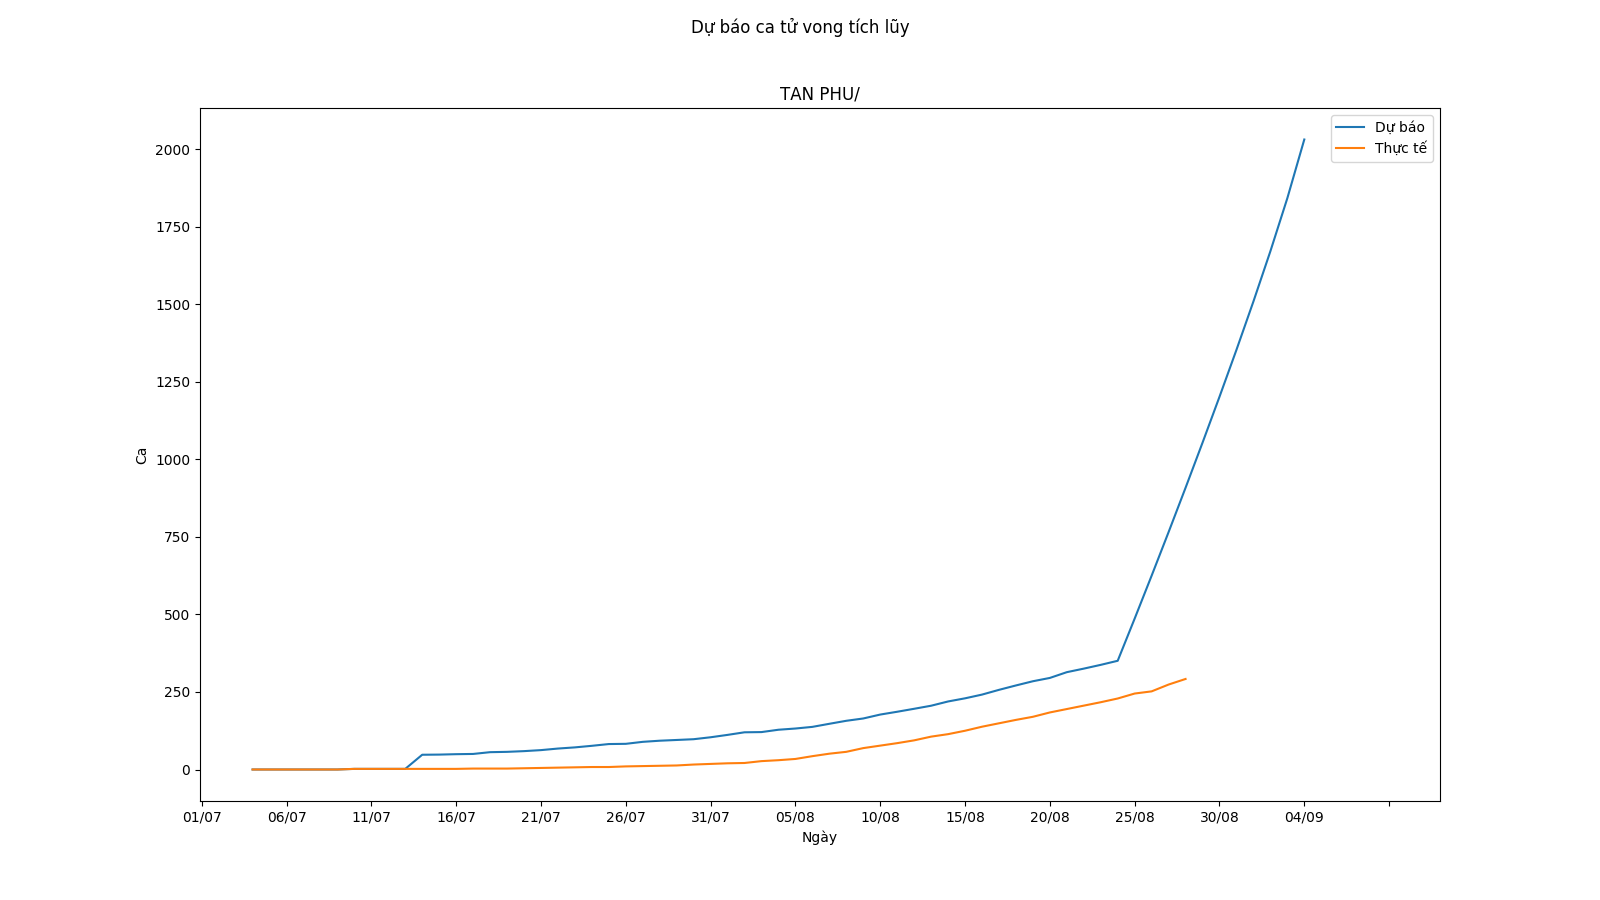 Dự báo ca tử vong tích lũy
TAN PHU/
Dự báo
Thực tế
2000
1750
1500
1250
1000
750
500
250
0
Ca
01/07 06/07 11/07 16/07 21/07 26/07 31/07 05/08 10/08 15/08 20/08 25/08 30/08 04/09
Ngày